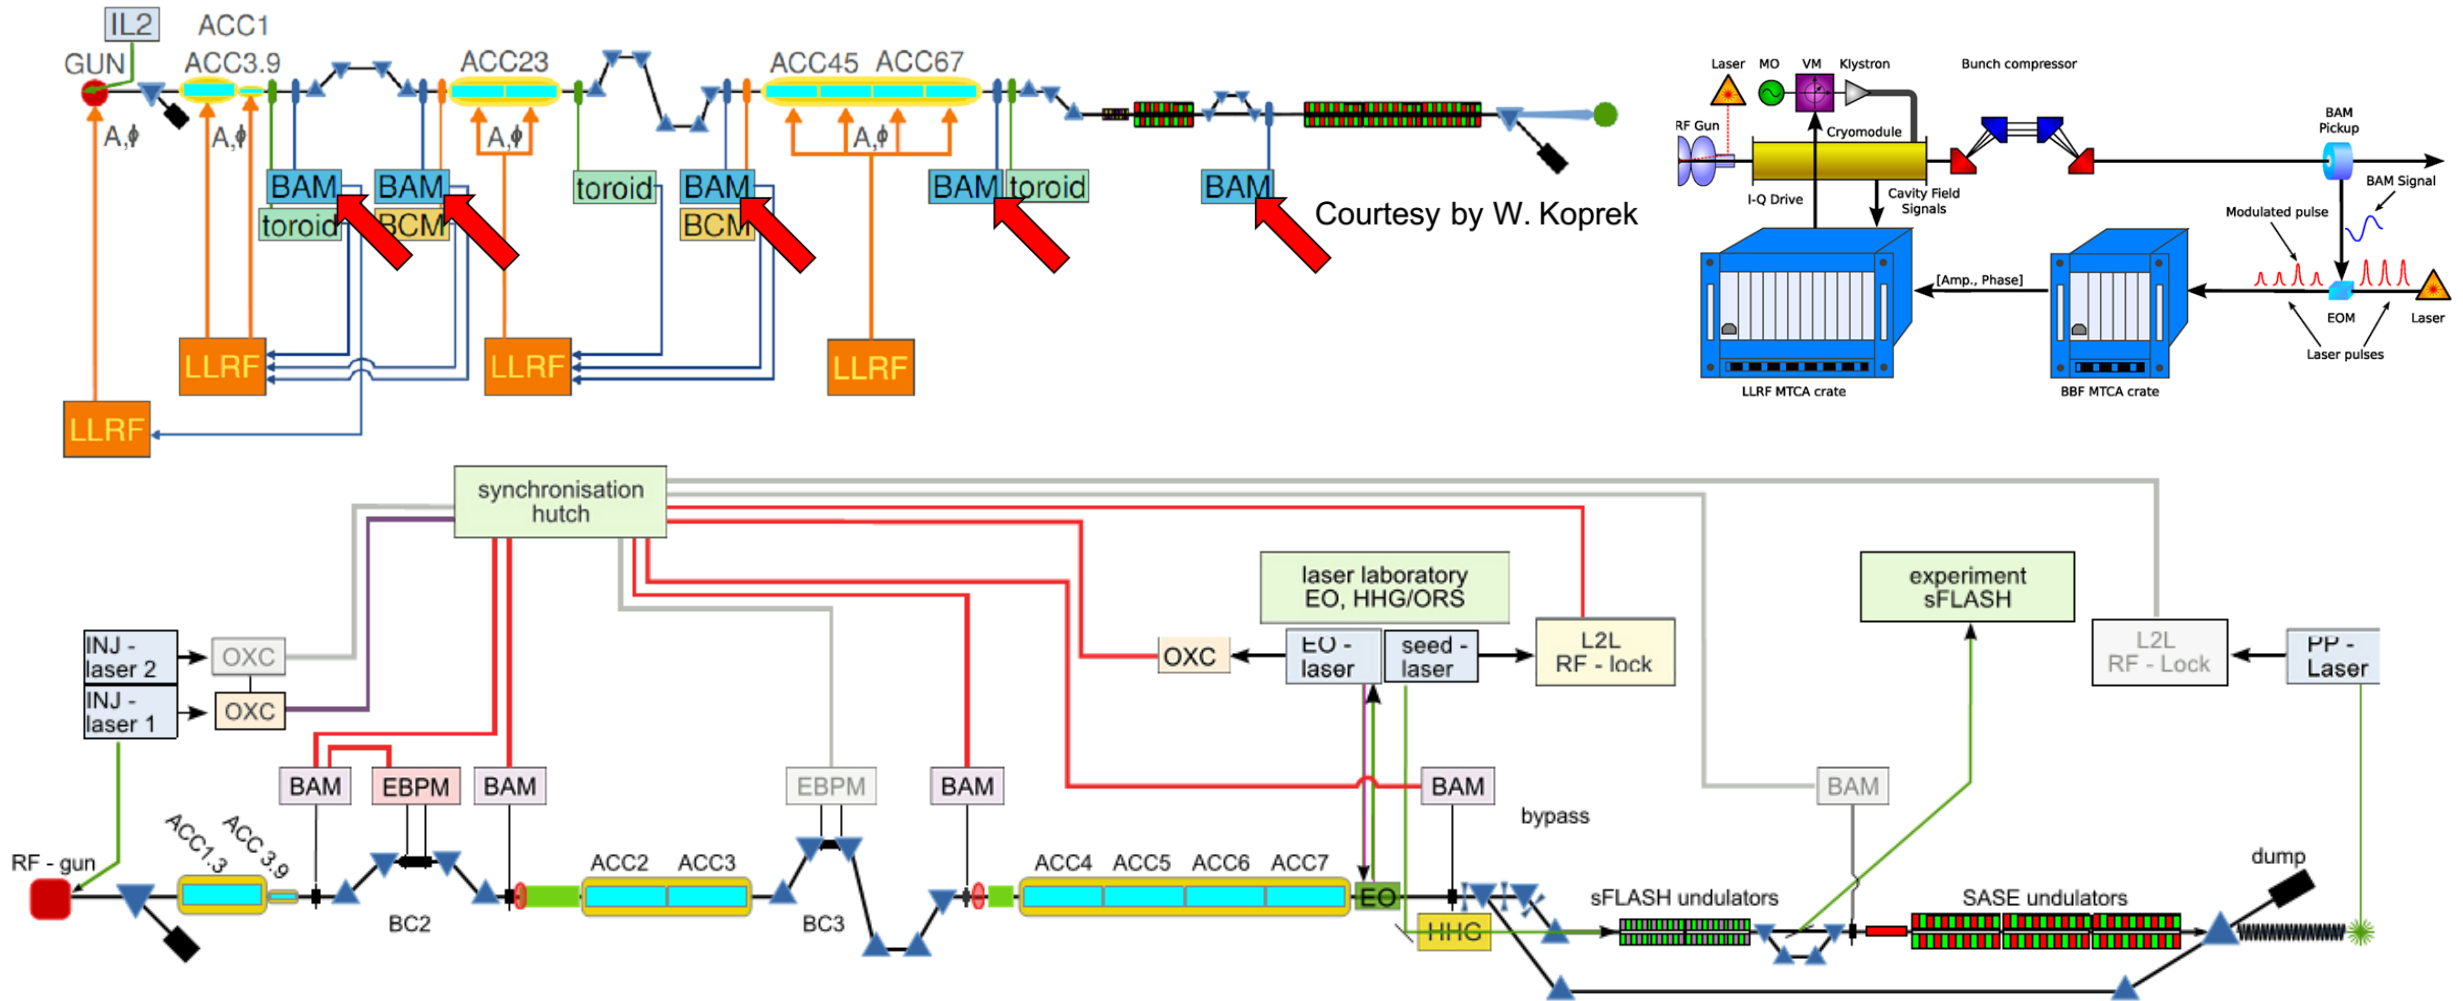 IL2
ACC1
GUN
ACC3.9
ACC23
ACC45
ACC67
A,ϕ
A,ϕ
A,ϕ
A,ϕ
BAM
BAM
toroid
BAM
BAM
toroid
BAM
toroid
BCM
BCM
Courtesy by W. Koprek
LLRF
LLRF
LLRF
LLRF
Laser
MO
VM
Klystron
Bunch compressor
RF Gun
Cryomodule
BAM
Pickup
I-Q Drive
Cavity Field
Signals
BAM Signal
Modulated pulse
[Amp., Phase]
EOM
Laser
Laser pulses
LLRF MTCA crate
BBF MTCA crate
synchronisation
hutch
laser laboratory
EO, HHG/ORS
experiment
sFLASH
INJ -
laser 2
OXC
INJ -
laser 1
OXC
OXC
EO -
laser
seed -
laser
L2L
RF - lock
L2L
RF - Lock
PP -
Laser
BAM
EBPM
BAM
EBPM
BAM
BAM
BAM
bypass
RF - gun
ACC1.3
ACC 3.9
BC2
ACC2
ACC3
BC3
ACC4
ACC5
ACC6
ACC7
EO
HHG
sFLASH undulators
SASE undulators
dump